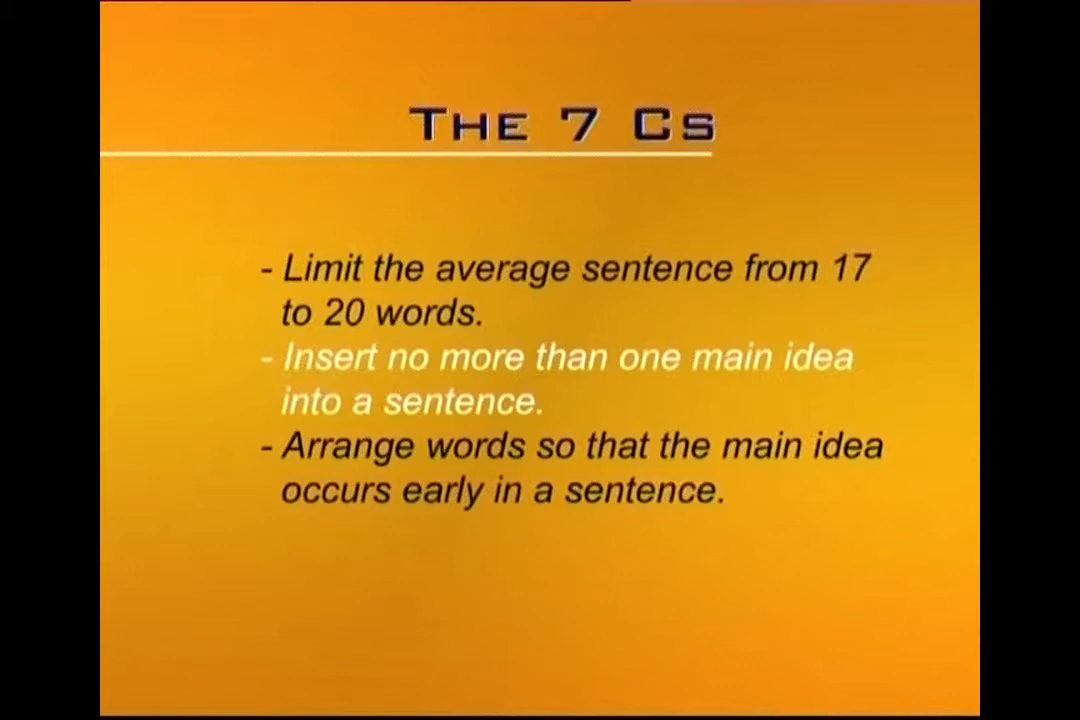 The 7 Cs
- Limit the average sentence from 17
to 20 words.
- Insert no more than one main idea
into a sentence.
- Arrange words so that the main idea
occurs early in a sentence.